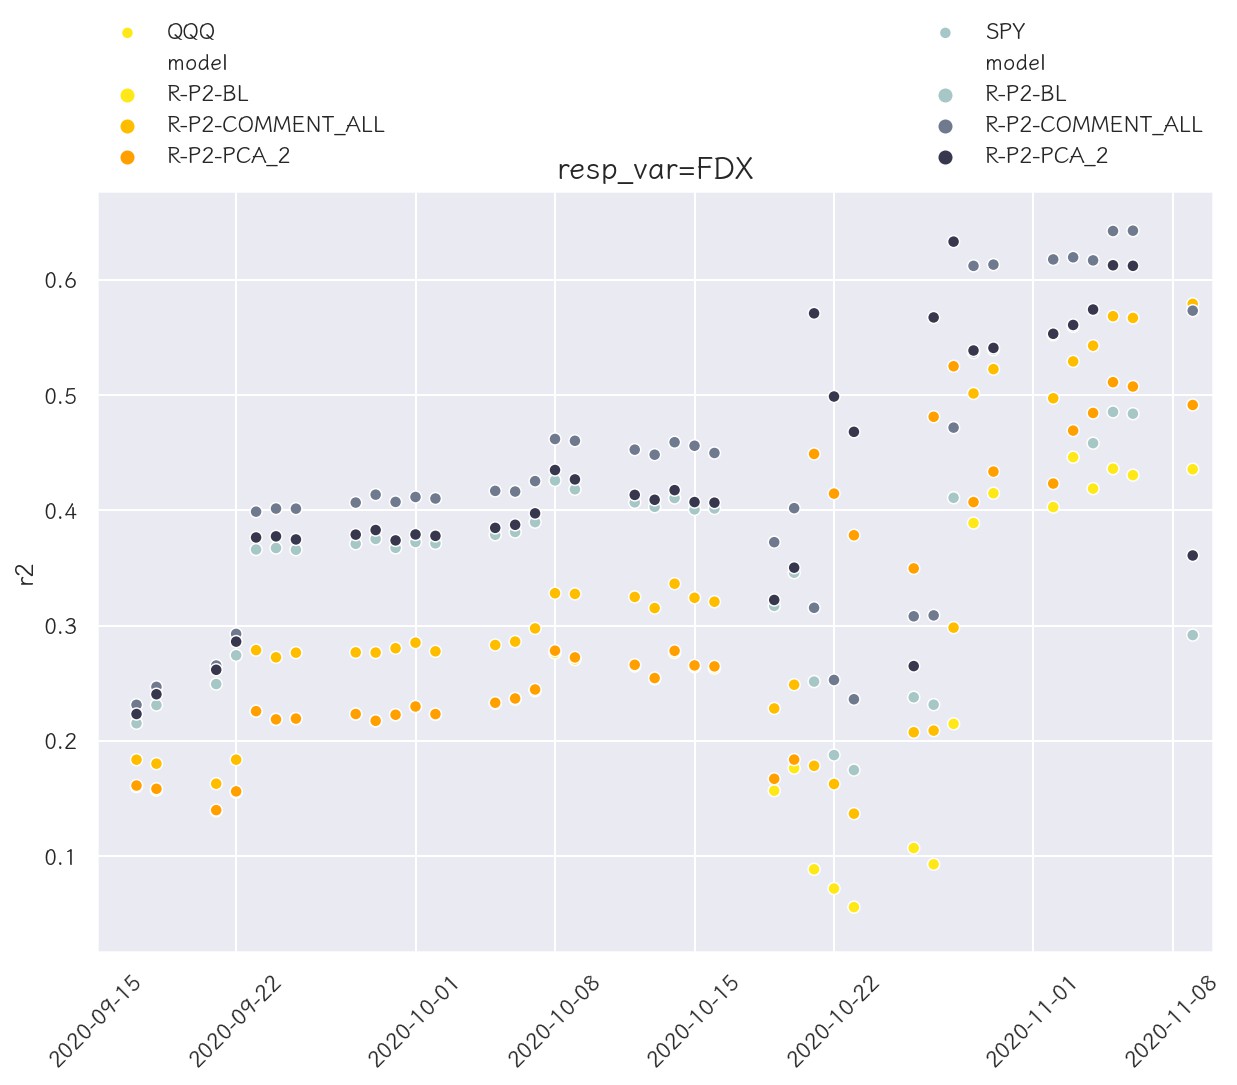 QQQ
model
R-P2-BL
R-P2-COMMENT_ALL
R-P2-PCA_2
SPY
model
R-P2-BL
R-P2-COMMENT_ALL
R-P2-PCA_2
resp_var=FDX
0.6
0.5
0.4
0.3
0.2
0.1
r2
2020-09-15
2020-09-22
2020-10-01
2020-10-08
2020-10-15
2020-10-22
2020-11-01
2020-11-08